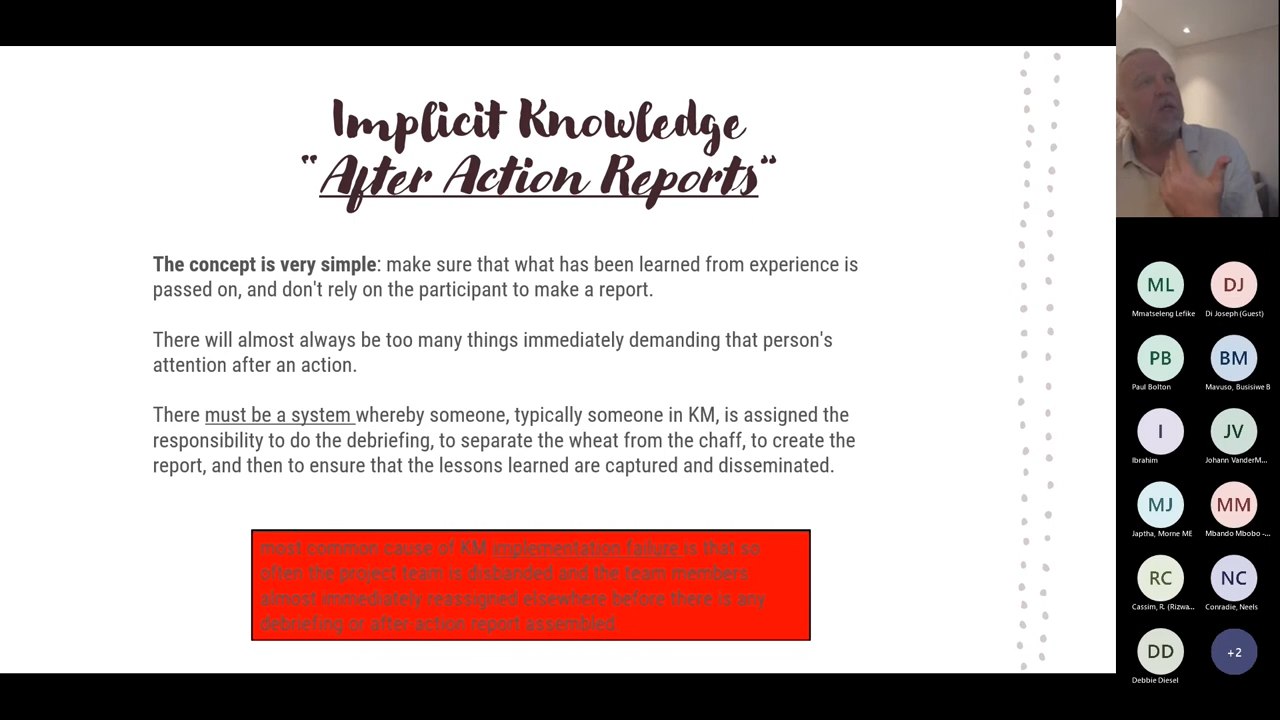 Implicit Knowledge
“After Action Reports”
The concept is very simple: make sure that what has been learned from experience is
passed on, and don't rely on the participant to make a report.
There will almost always be too many things immediately demanding that person's
attention after an action.
There must be a system whereby someone, typically someone in KM, is assigned the
responsibility to do the debriefing, to separate the wheat from the chaff, to create the
report, and then to ensure that the lessons learned are captured and disseminated.
most common cause of KM implementation failure is that so
often the project team is disbanded and the team members
almost immediately reassigned elsewhere before there is any
debriefing or after action report assembled.
ML
DJ
Mmatseleng Lefike
Di Joseph (Guest)
PB
BM
Paul Bolton
Mavuso, Busisiwe B
I
JV
Ibrahim
Johann VanderM...
MJ
MM
Japtha, Morne ME
Mbando Mbobo -...
RC
NC
Cassim, R. (Rizwa...
Conradie, Neels
DD
+2
Debbie Diesel